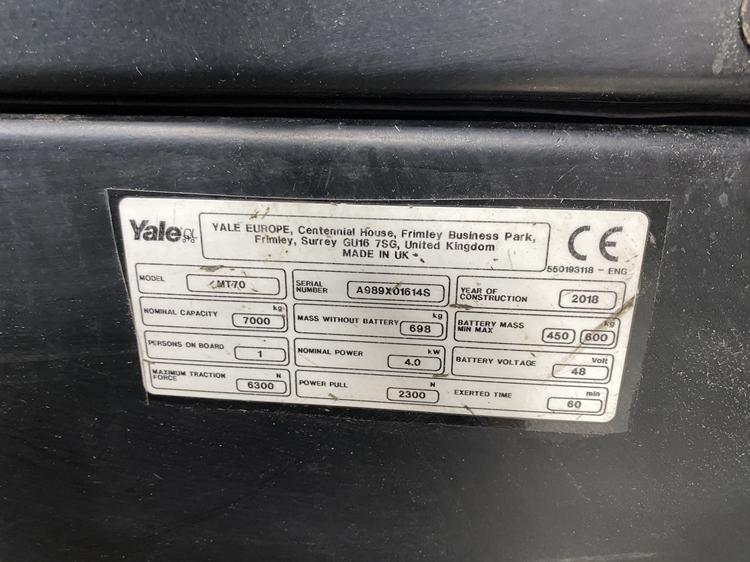 Yale
YALE EUROPE, Centennial House, Frimley Business Park,
Frimley, Surrey GU16 7SG, United Kingdom
MADE IN UK
CE
550193118 - ENG
MODEL MT70
SERIAL NUMBER A989X01614S
YEAR OF CONSTRUCTION 2018
NOMINAL CAPACITY kg 7000
MASS WITHOUT BATTERY kg 698
BATTERY MASS MIN MAX kg 450 600
PERSONS ON BOARD 1
NOMINAL POWER kW 4.0
BATTERY VOLTAGE Volt 48
MAXIMUM TRACTION FORCE N 6300
POWER PULL N 2300
EXERTED TIME min 60